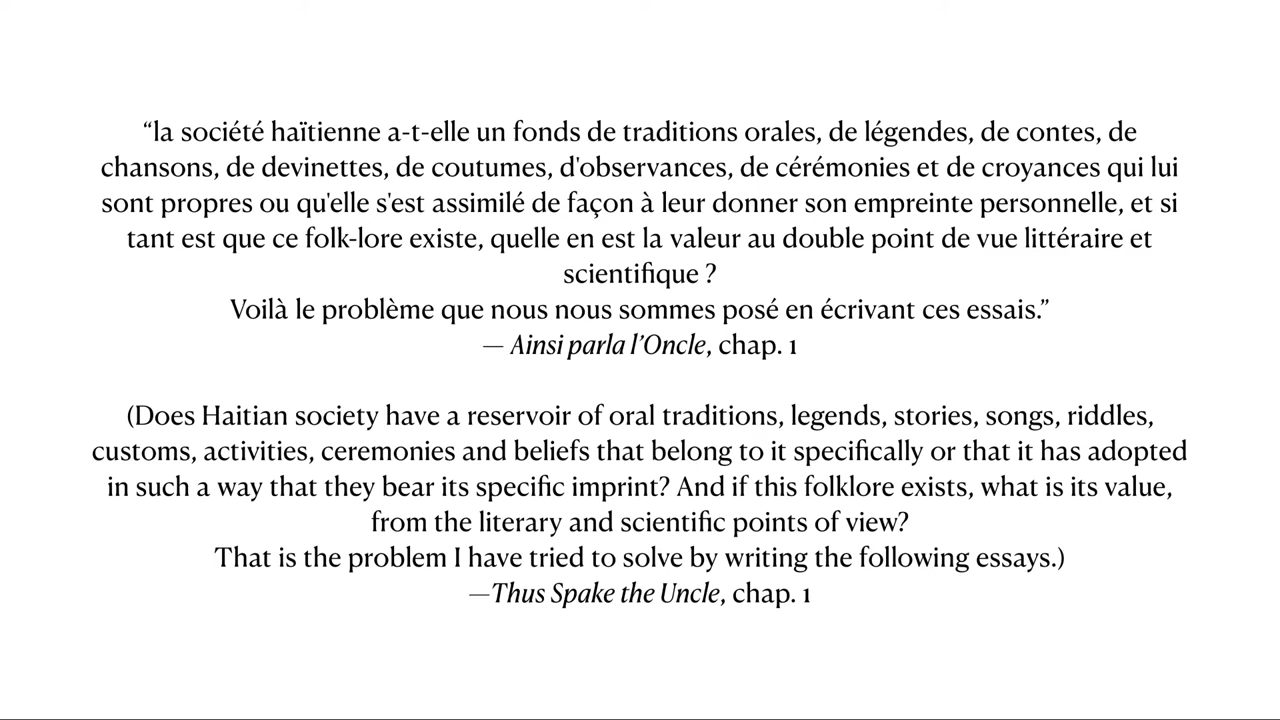 “la société haïtienne a-t-elle un fonds de traditions orales, de légendes, de contes, de
chansons, de devinettes, de coutumes, d'observances, de cérémonies et de croyances qui lui
sont propres ou qu'elle s'est assimilé de façon à leur donner son empreinte personnelle, et si
tant est que ce folk-lore existe, quelle en est la valeur au double point de vue littéraire et
scientifique ?
Voilà le problème que nous nous sommes posé en écrivant ces essais.”
— Ainsi parla l’Oncle, chap. 1
(Does Haitian society have a reservoir of oral traditions, legends, stories, songs, riddles,
customs, activities, ceremonies and beliefs that belong to it specifically or that it has adopted
in such a way that they bear its specific imprint? And if this folklore exists, what is its value,
from the literary and scientific points of view?
That is the problem I have tried to solve by writing the following essays.)
—Thus Spake the Uncle, chap. 1